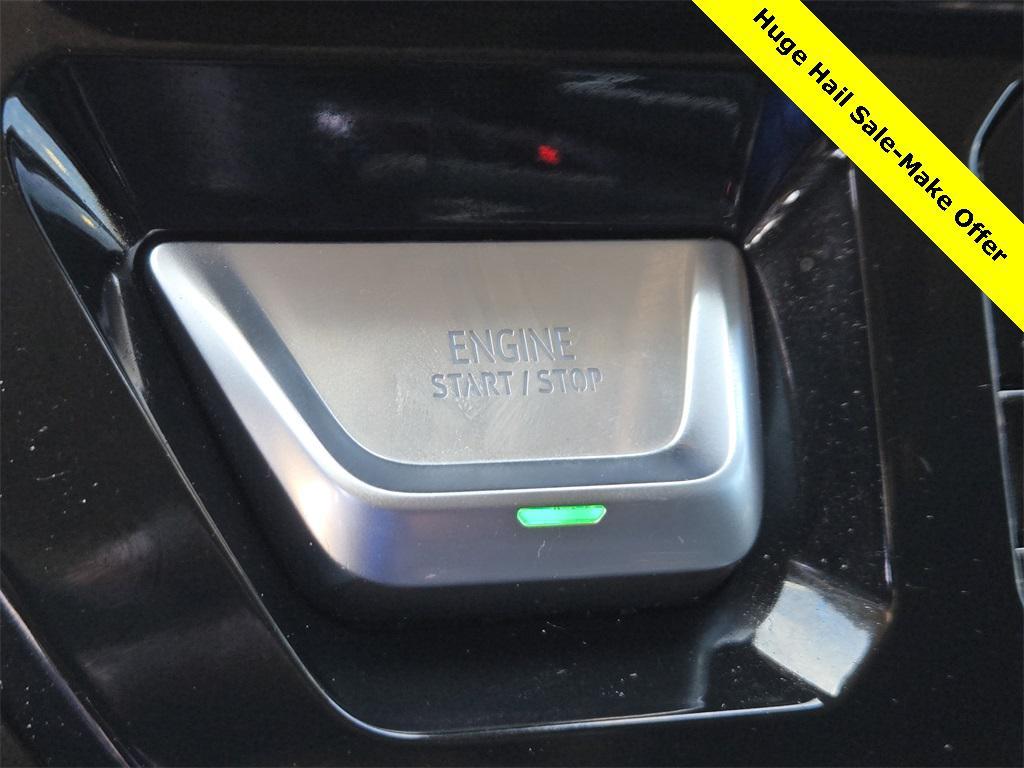 Huge Hail Sale-Make Offer
ENGINE
START / STOP